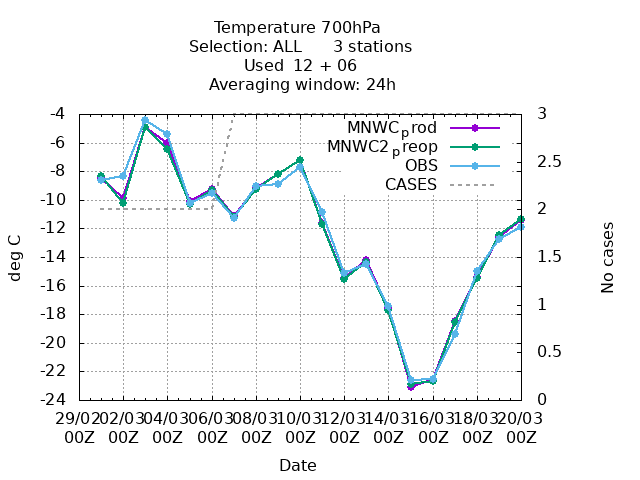 Temperature 700hPa
Selection: ALL 3 stations
Used 12 + 06
Averaging window: 24h
-4 3
MNWCprod
-6
MNWC2preop
-8 2.5
OBS
CASES
-10 2
-12
-14 1.5
-16
-18 1
-20
-22 0.5
-24 0
deg C
No cases
29/02 02/03 04/03 06/03 08/03 10/03 12/03 14/03 16/03 18/03 20/03
00Z 00Z 00Z 00Z 00Z 00Z 00Z 00Z 00Z 00Z 00Z
Date